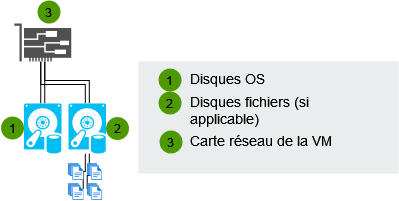 3
1
2
1 Disques OS
2 Disques fichiers (si
applicable)
3 Carte réseau de la VM